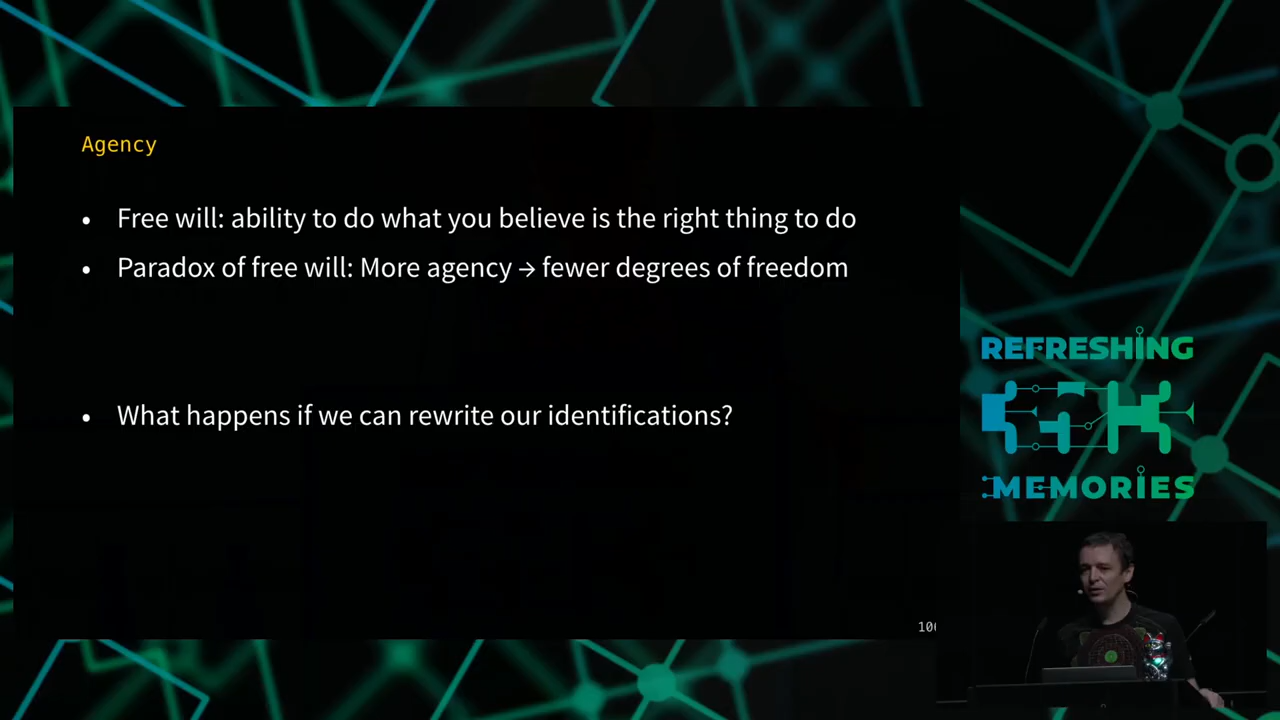 Agency
• Free will: ability to do what you believe is the right thing to do
• Paradox of free will: More agency → fewer degrees of freedom
• What happens if we can rewrite our identifications?
REFRESHING
MEMORIES